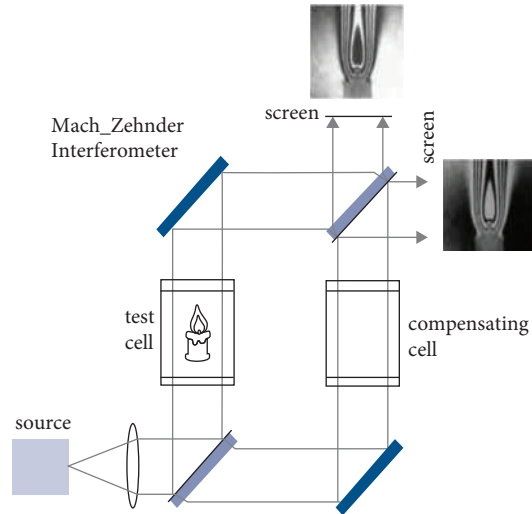 screen
Mach_Zehnder
Interferometer
screen
test
cell
compensating
cell
source